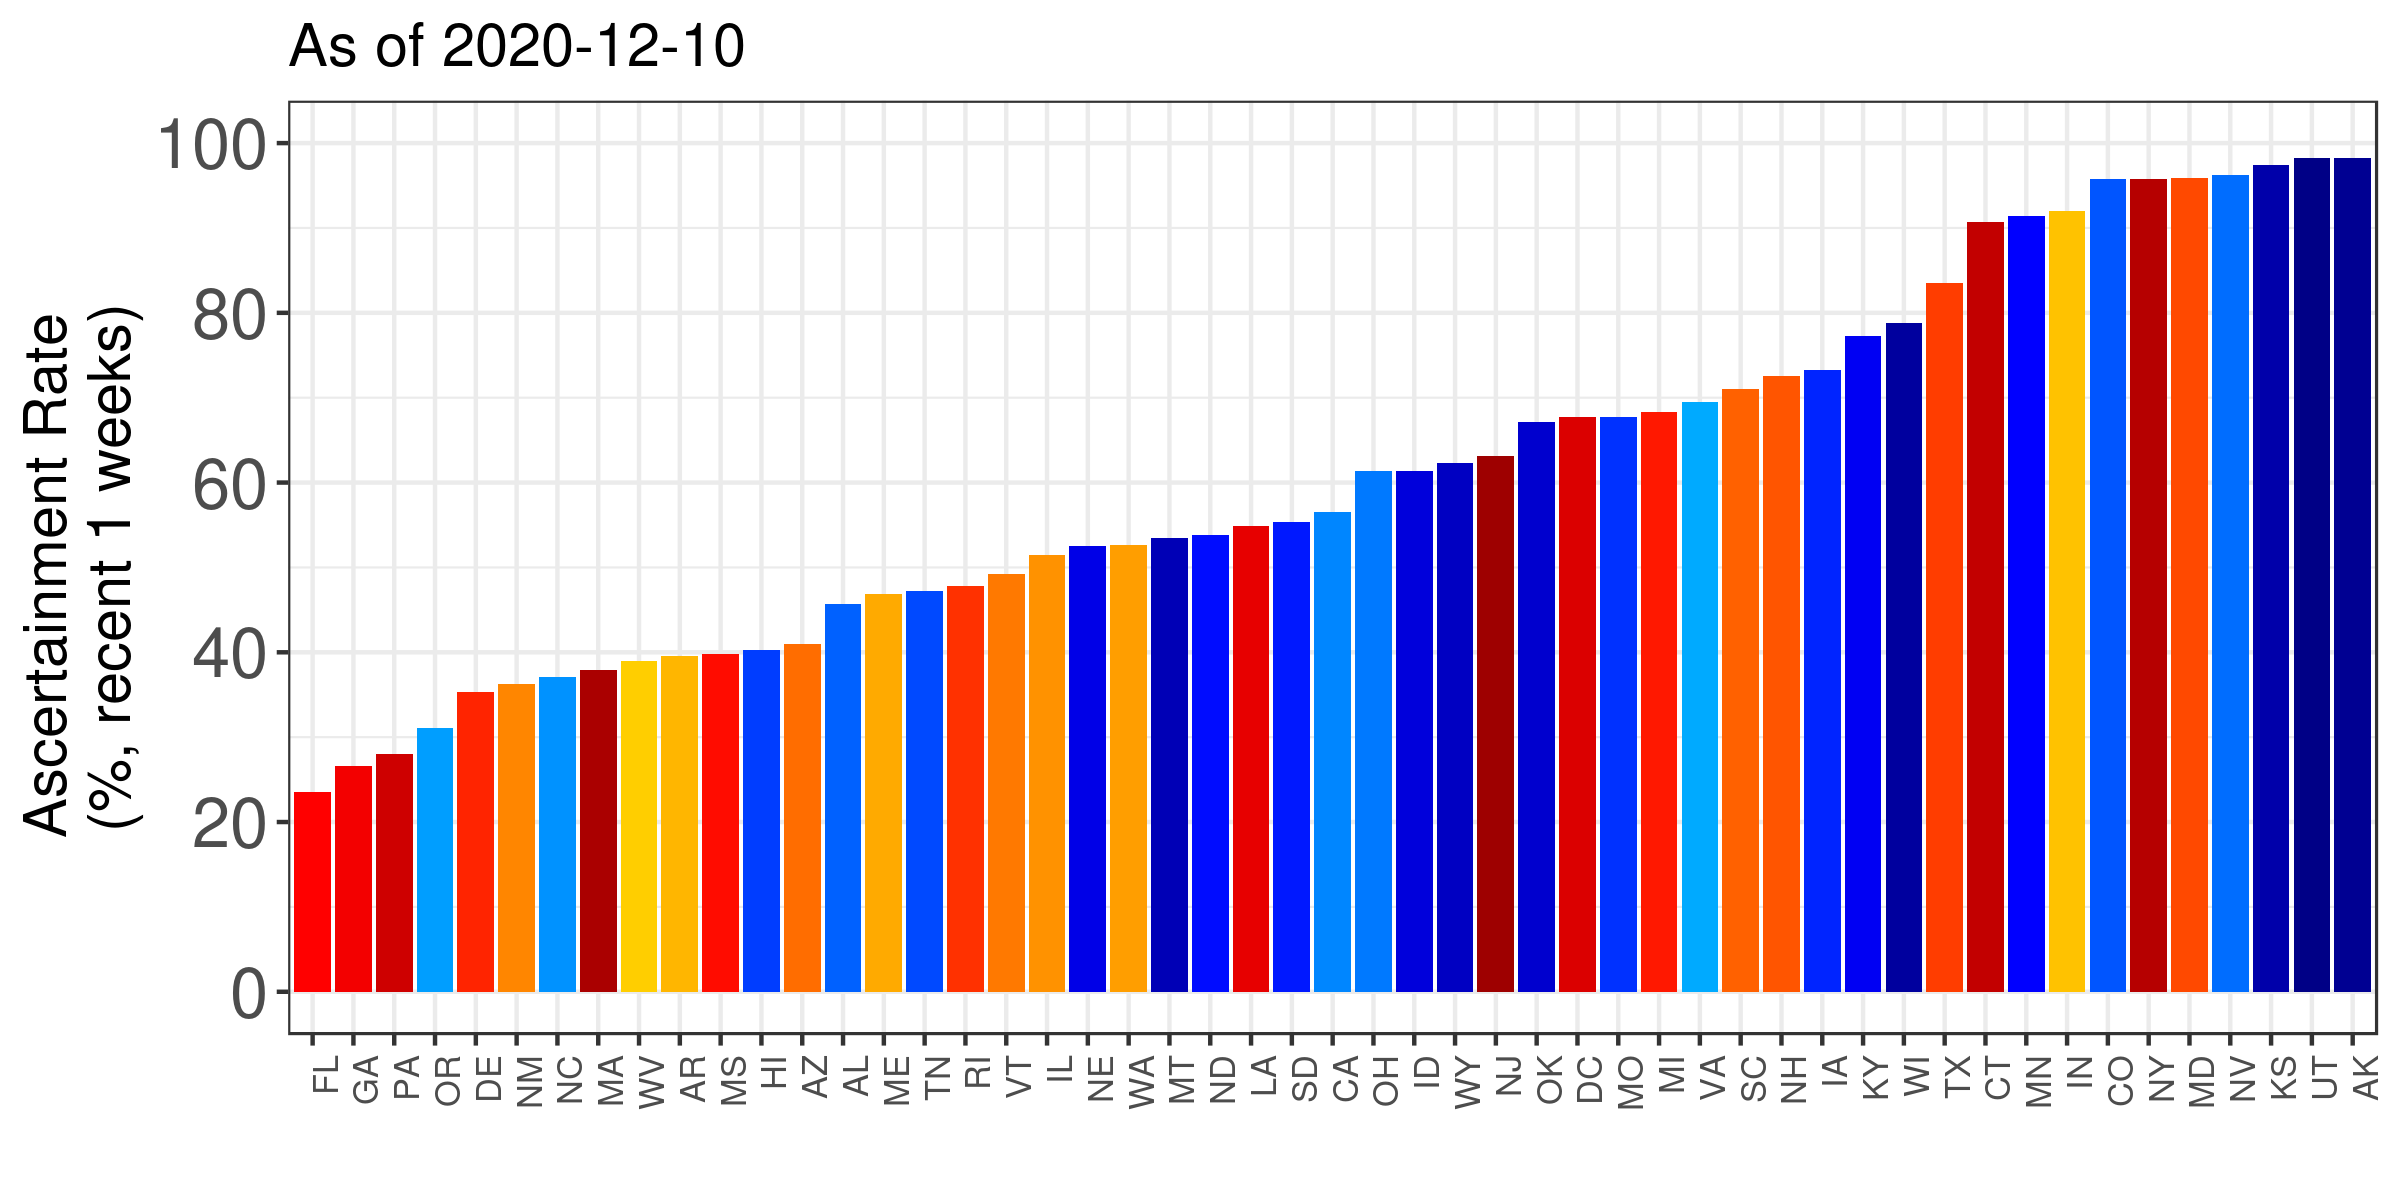 As of 2020-12-10
Ascertainment Rate
(%, recent 1 weeks)
100
80
60
40
20
0
FL GA PA OR DE NM NC MA WV AR MS HI AZ AL ME TN RI VT IL NE WA MT ND LA SD CA OH ID WY NJ OK DC MO MI VA SC NH IA KY WI TX CT MN IN CO NY MD NV KS UT AK